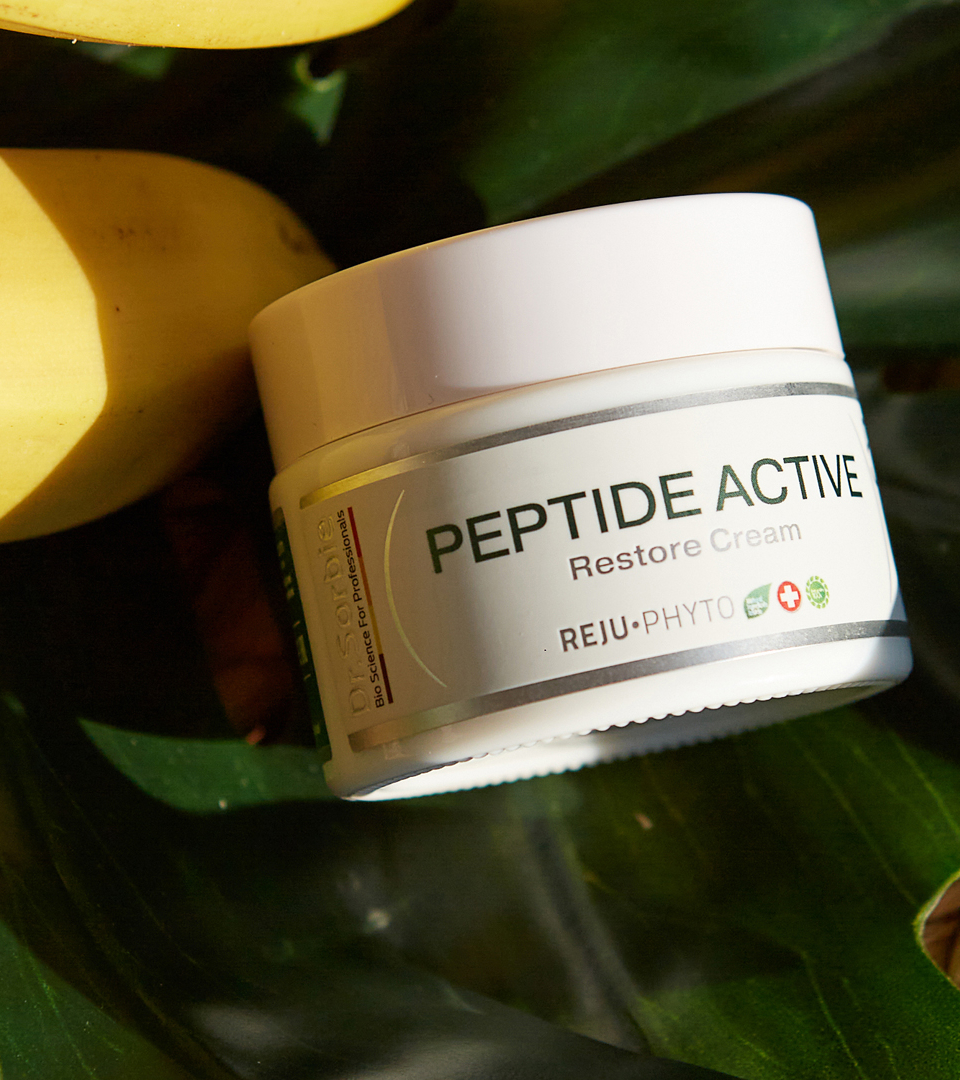 PEPTIDE ACTIVE
Restore Cream
REJU•PHYTO
Dr.Sorbie
Bio Science For Professionals